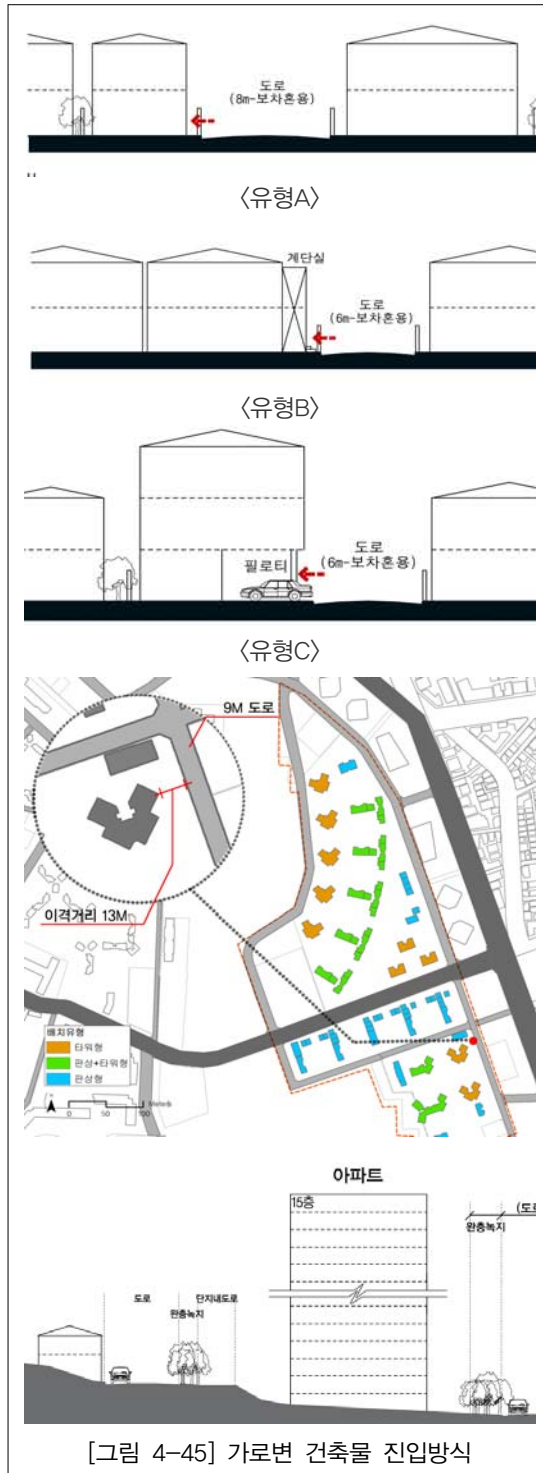 도로
(8m-보차혼용)
〈유형A〉
계단실
도로
(6m-보차혼용)
〈유형B〉
필로티
도로
(6m-보차혼용)
〈유형C〉
9M 도로
이격거리 13M
배치유형
타워형
판상+타워형
판상형
0 50 100 Meters
아파트
15층
(도로
완충녹지
도로
단지내도로
완충녹지
[그림 4-45] 가로변 건축물 진입방식